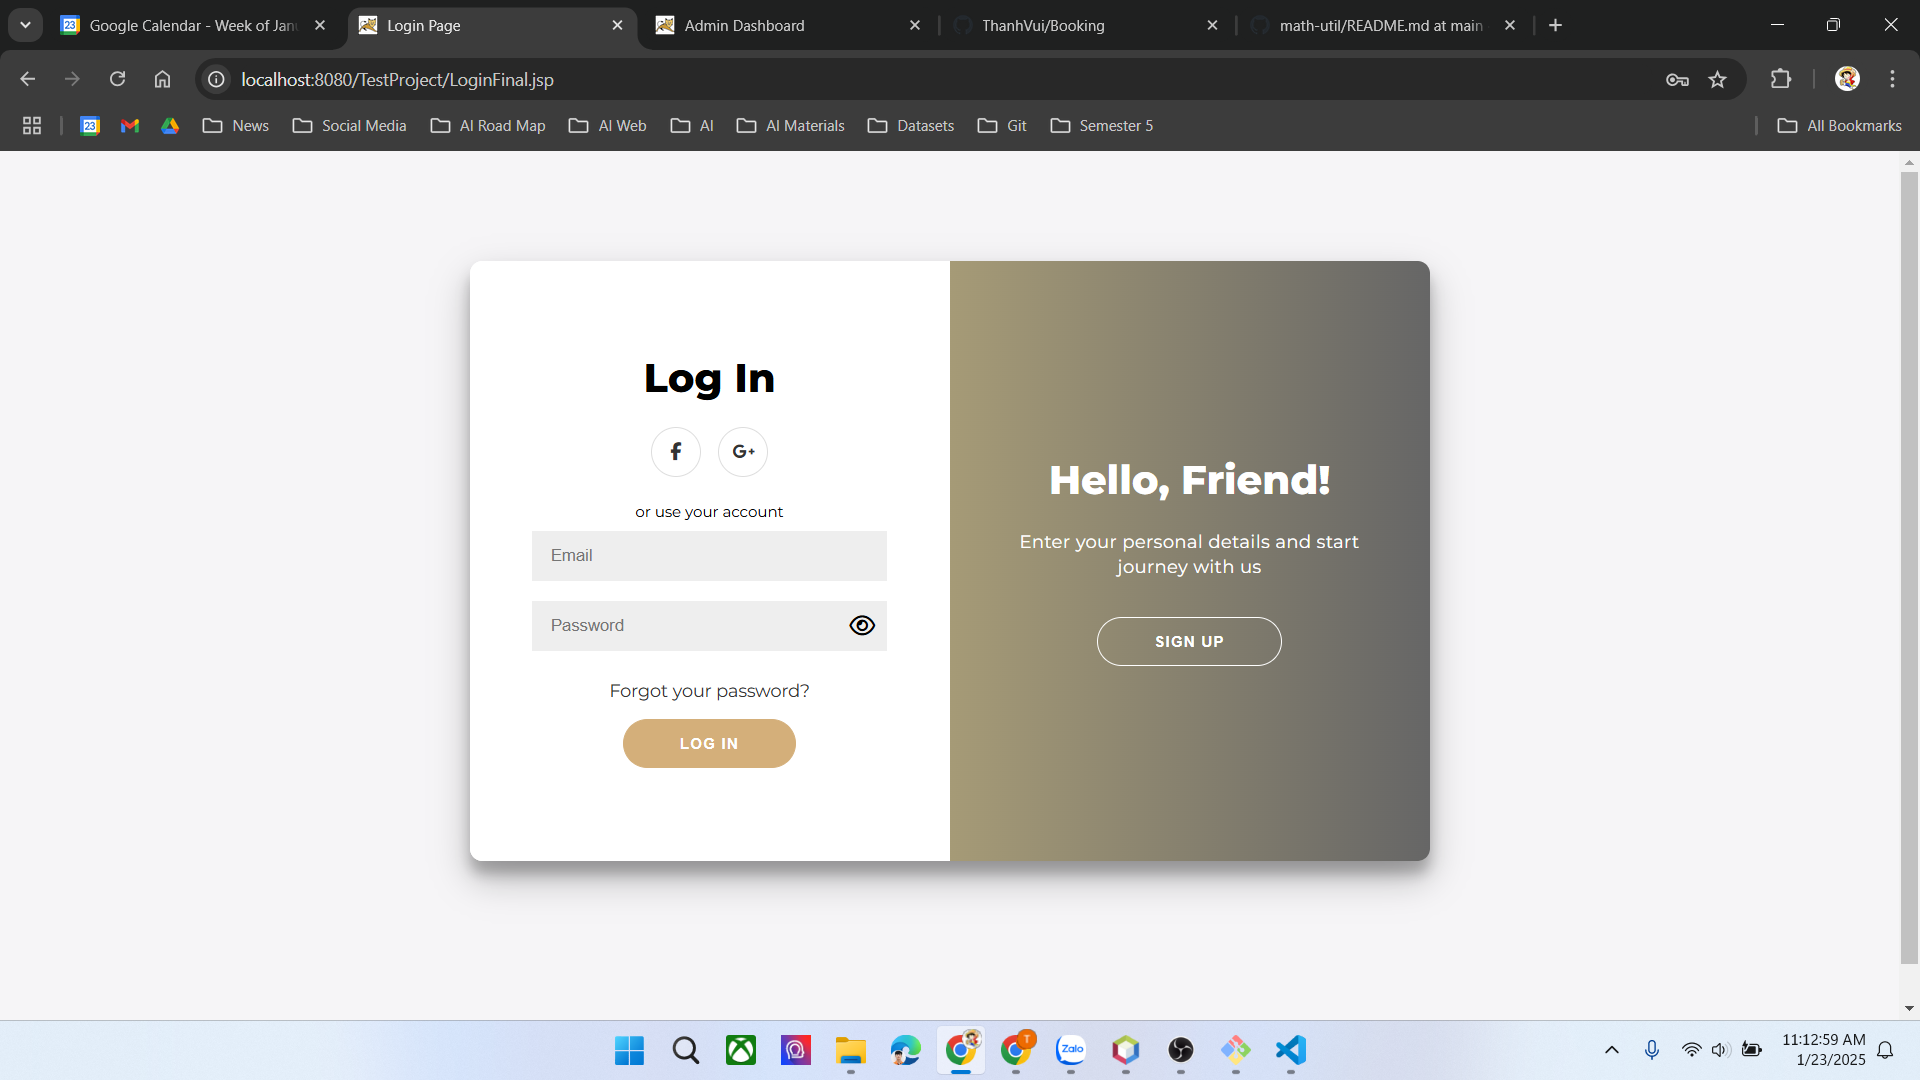 Google Calendar - Week of Jan
Login Page
Admin Dashboard
ThanhVui/Booking
math-util/README.md at main
localhost:8080/TestProject/LoginFinal.jsp
23
News
Social Media
AI Road Map
AI Web
AI
AI Materials
Datasets
Git
Semester 5
All Bookmarks
Log In
G+
or use your account
Email
Password
Forgot your password?
LOG IN
Hello, Friend!
Enter your personal details and start
journey with us
SIGN UP
T
Zalo
11:12:59 AM
1/23/2025